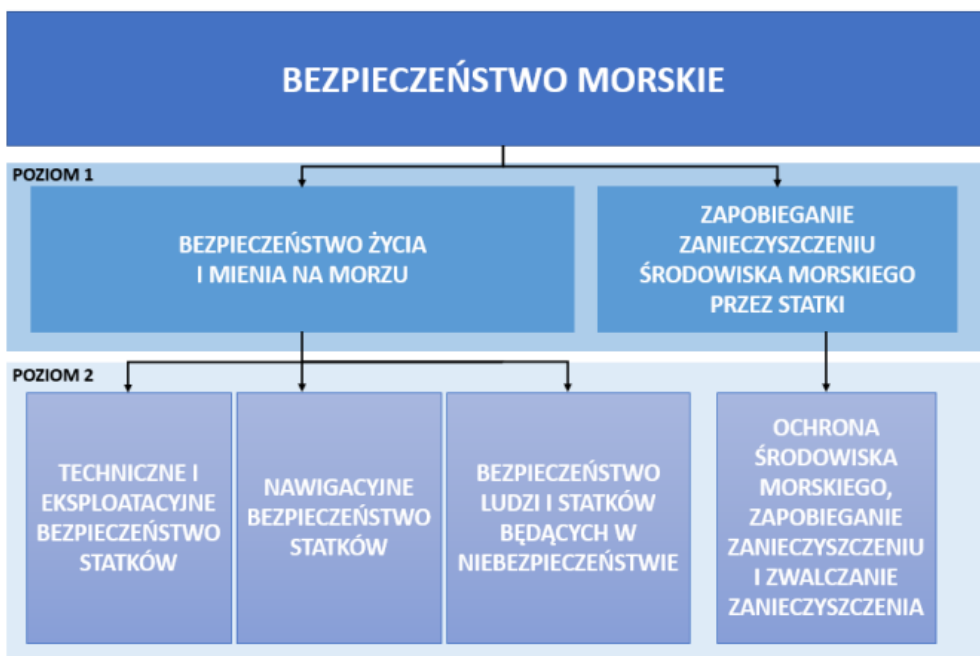 BEZPIECZEŃSTWO MORSKIE
POZIOM 1
BEZPIECZEŃSTWO ŻYCIA
I MIENIA NA MORZU
ZAPOBIEGANIE
ZANIECZYSZCZENIU
ŚRODOWISKA MORSKIEGO
PRZEZ STATKI
POZIOM 2
TECHNICZNE I
EKSPLOATACYJNE
BEZPIECZEŃSTWO
STATKÓW
NAWIGACYJNE
BEZPIECZEŃSTWO
STATKÓW
BEZPIECZEŃSTWO
LUDZI I STATKÓW
BĘDĄCYCH W
NIEBEZPIECZEŃSTWIE
OCHRONA
ŚRODOWISKA
MORSKIEGO,
ZAPOBIEGANIE
ZANIECZYSZCZENIU
I ZWALCZANIE
ZANIECZYSZCZENIA